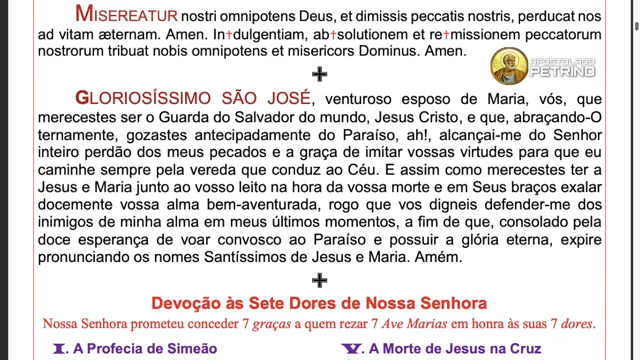 MISEREATUR nostri omnipotens Deus, et dimissis peccatis nostris, perducat nos
ad vitam æternam. Amen. In†dulgentiam, ab†solutionem et re†missionem peccatorum
nostrorum tribuat nobis omnipotens et misericors Dominus. Amen.
APOSTOLADO
PETRINO
GLORIOSÍSSIMO SÃO JOSÉ, venturoso esposo de Maria, vós, que
merecestes ser o Guarda do Salvador do mundo, Jesus Cristo, e que, abraçando-O
ternamente, gozastes antecipadamente do Paraíso, ah!, alcançai-me do Senhor
inteiro perdão dos meus pecados e a graça de imitar vossas virtudes para que eu
caminhe sempre pela vereda que conduz ao Céu. E assim como merecestes ter a
Jesus e Maria junto ao vosso leito na hora da vossa morte e em Seus braços exalar
docemente vossa alma bem-aventurada, rogo que vos digneis defender-me dos
inimigos de minha alma em meus últimos momentos, a fim de que, consolado pela
doce esperança de voar convosco ao Paraíso e possuir a glória eterna, expire
pronunciando os nomes Santíssimos de Jesus e Maria. Amém.
Devoção às Sete Dores de Nossa Senhora
Nossa Senhora prometeu conceder 7 graças a quem rezar 7 Ave Marias em honra às suas 7 dores.
I. A Profecia de Simeão
V. A Morte de Jesus na Cruz